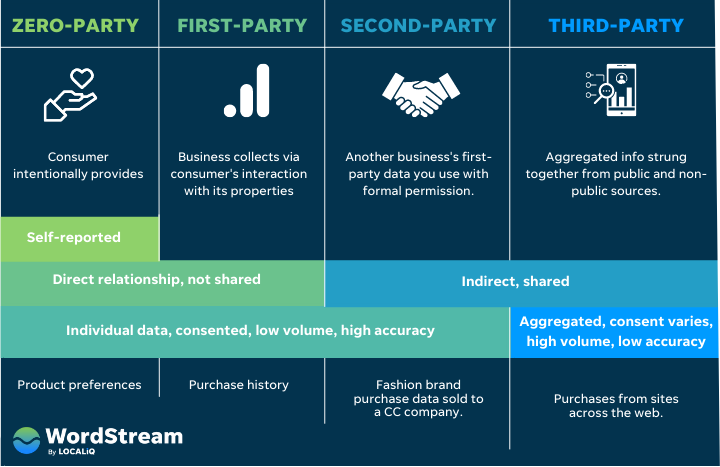 ZERO-PARTY
FIRST-PARTY
SECOND-PARTY
THIRD-PARTY
Consumer
intentionally provides
Business collects via
consumer's interaction
with its properties
Another business's first-
party data you use with
formal permission.
Aggregated info strung
together from public and non-
public sources.
Self-reported
Direct relationship, not shared
Indirect, shared
Individual data, consented, low volume, high accuracy
Aggregated, consent varies,
high volume, low accuracy
Product preferences
Purchase history
Fashion brand
purchase data sold to
a CC company.
Purchases from sites
across the web.
WordStream
By LOCALiQ